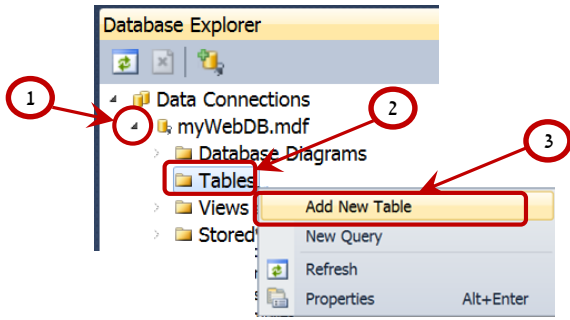 Database Explorer
1
2
3
Data Connections
myWebDB.mdf
Database Diagrams
Tables
Views
Stored
Add New Table
New Query
Refresh
Properties Alt+Enter